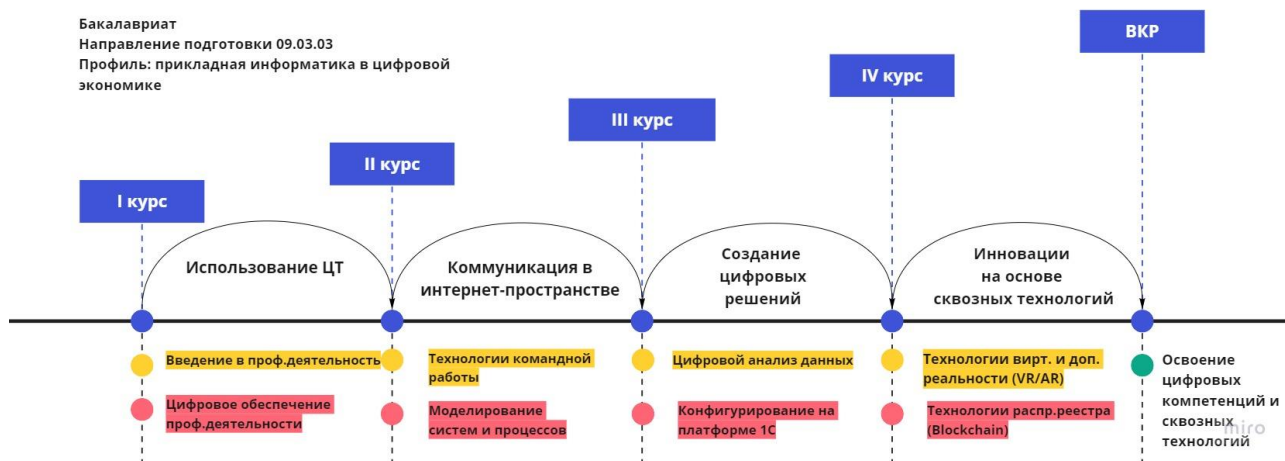 Бакалавриат
Направление подготовки 09.03.03
Профиль: прикладная информатика в цифровой
экономике
I курс
II курс
III курс
IV курс
ВКР
Использование ЦТ
Коммуникация в
интернет-пространстве
Создание
цифровых
решений
Инновации
на основе
сквозных технологий
Введение в проф.деятельность
Цифровое обеспечение
проф.деятельности
Технологии командной
работы
Моделирование
систем и процессов
Цифровой анализ данных
Конфигурирование на
платформе 1С
Технологии вирт. и доп.
реальности (VR/AR)
Технологии распр.реестра
(Blockchain)
Освоение
цифровых
компетенций и
сквозных
технологий
miro